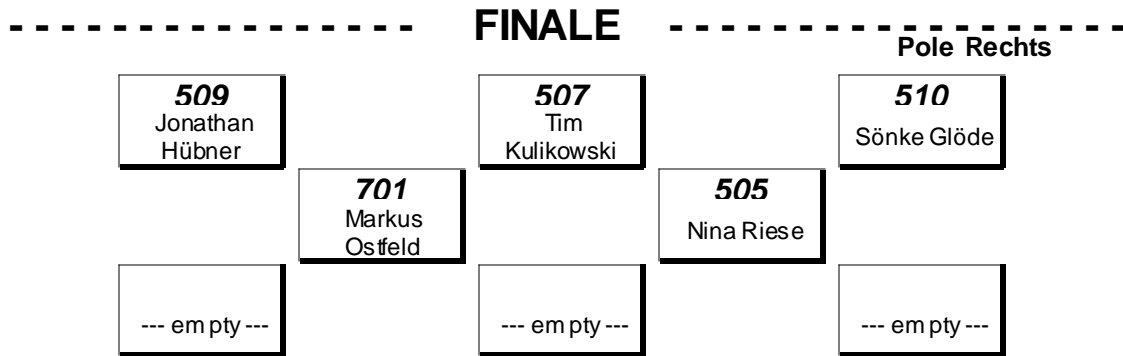 - - - - - - - - - - - - - - - - FINALE - - - - - - - - - - - - - - - - - -
Pole Rechts
509
Jonathan
Hübner
507
Tim
Kulikowski
510
Sönke Glöde
701
Markus
Ostfeld
505
Nina Riese
--- empty ---
--- empty ---
--- empty ---